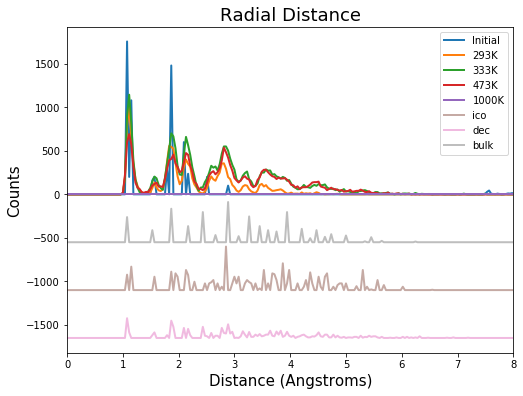 Radial Distance
Initial
293K
333K
473K
1000K
ico
dec
bulk
1500
1000
500
0
−500
−1000
−1500
Counts
0 1 2 3 4 5 6 7 8
Distance (Angstroms)